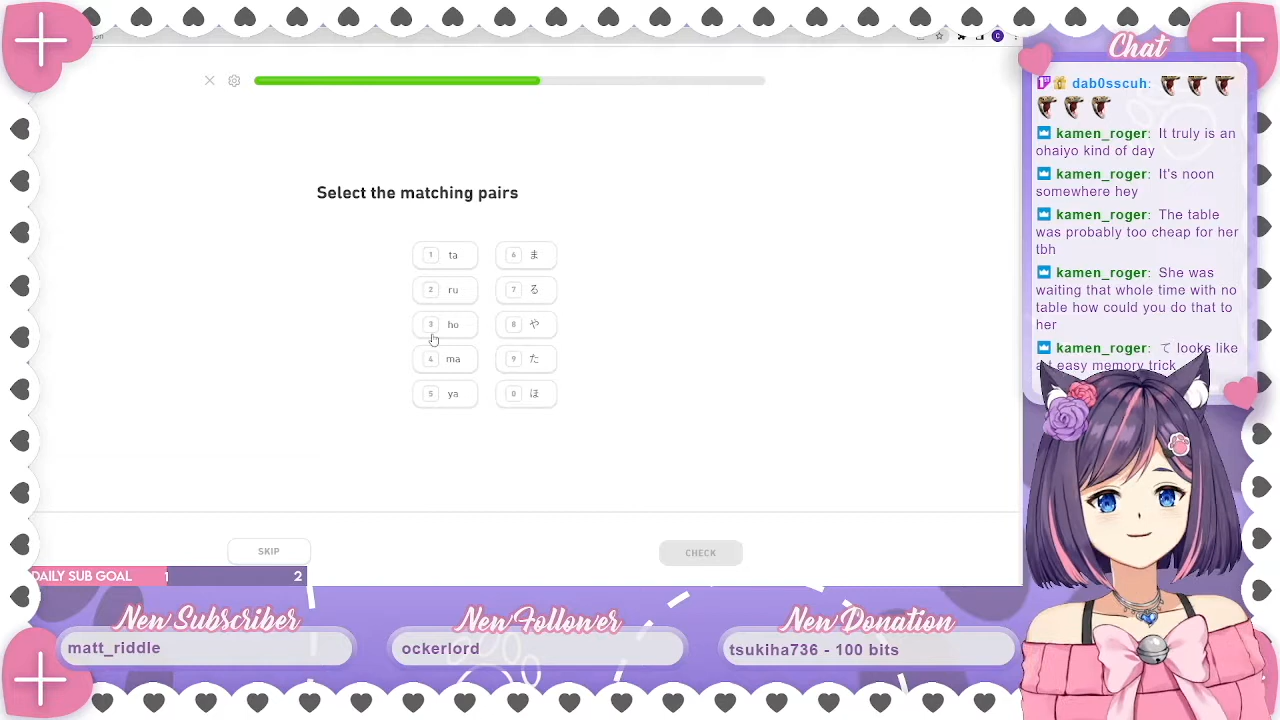 Select the matching pairs
1 ta
6 ま
2 ru
7 る
3 ho
8 や
4 ma
9 た
5 ya
0 ほ
SKIP
CHECK
DAILY SUB GOAL 1 2
New Subscriber
matt_riddle
New Follower
ockerlord
New Donation
tsukiha736 - 100 bits
Chat
dab0sscuh:
kamen_roger: It truly is an
ohaiyo kind of day
kamen_roger: It's noon
somewhere hey
kamen_roger: The table
was probably too cheap for her
tbh
kamen_roger: She was
waiting that whole time with no
table how could you do that to
her
kamen_roger: て looks like
easy memory trick